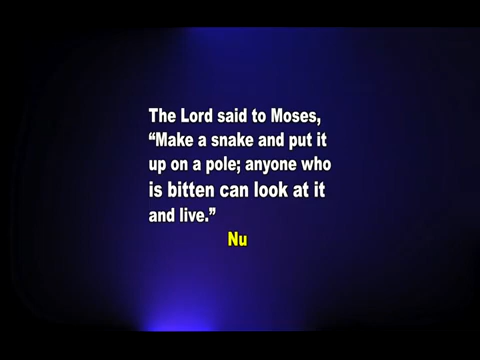 The Lord said to Moses,
“Make a snake and put it
up on a pole; anyone who
is bitten can look at it
and live.”
Nu